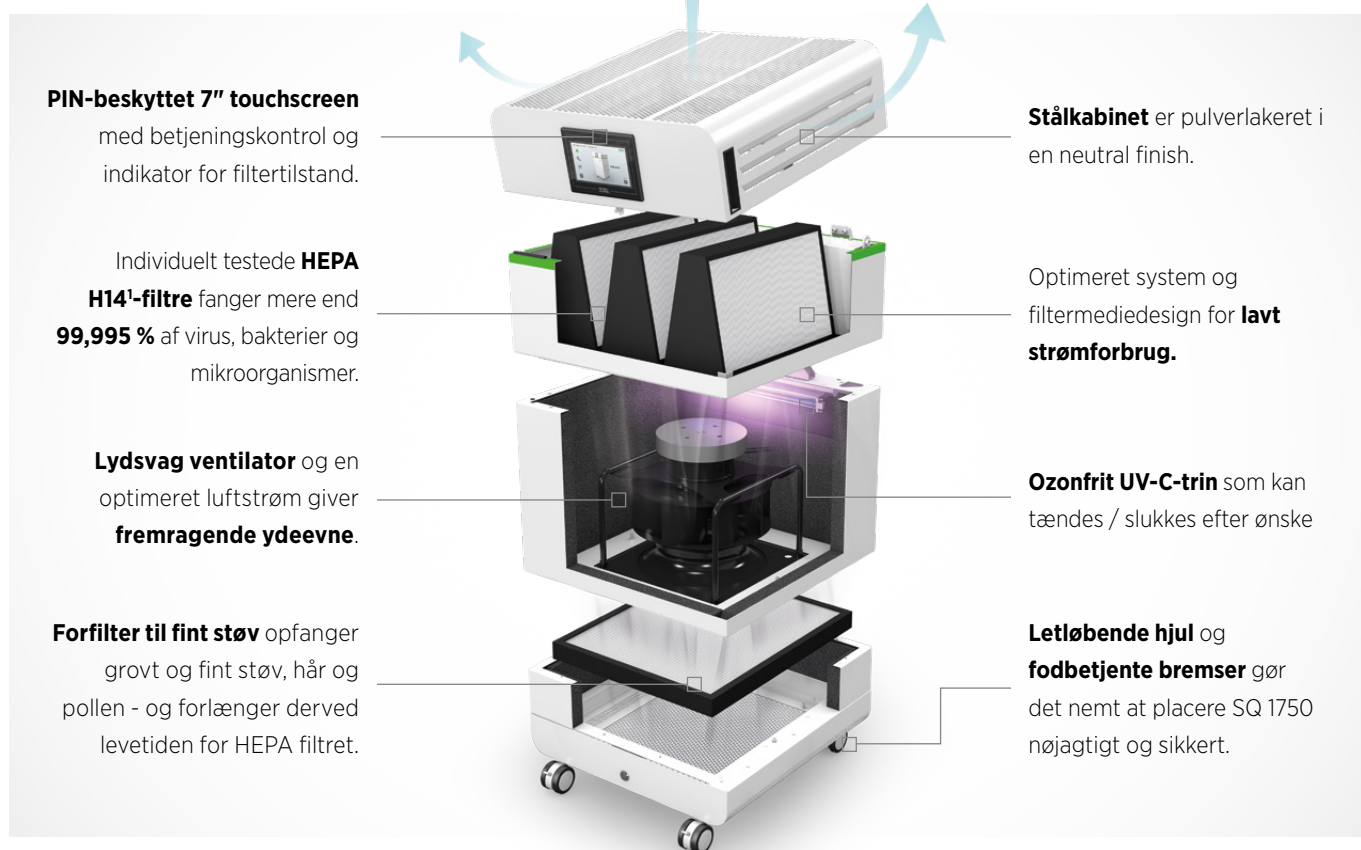 PIN-beskyttet 7" touchscreen
med betjeningskontrol og
indikator for filtertilstand.
Individuelt testede HEPA
H14¹-filtre fanger mere end
99,995 % af virus, bakterier og
mikroorganismer.
Lydsvag ventilator og en
optimeret luftstrøm giver
fremragende ydeevne.
Forfilter til fint støv opfanger
grovt og fint støv, hår og
pollen - og forlænger derved
levetiden for HEPA filtret.
Stålkabinet er pulverlakeret i
en neutral finish.
Optimeret system og
filtermediedesign for lavt
strømforbrug.
Ozonfrit UV-C-trin som kan
tændes / slukkes efter ønske
Letløbende hjul og
fodbetjente bremser gør
det nemt at placere SQ 1750
nøjagtigt og sikkert.